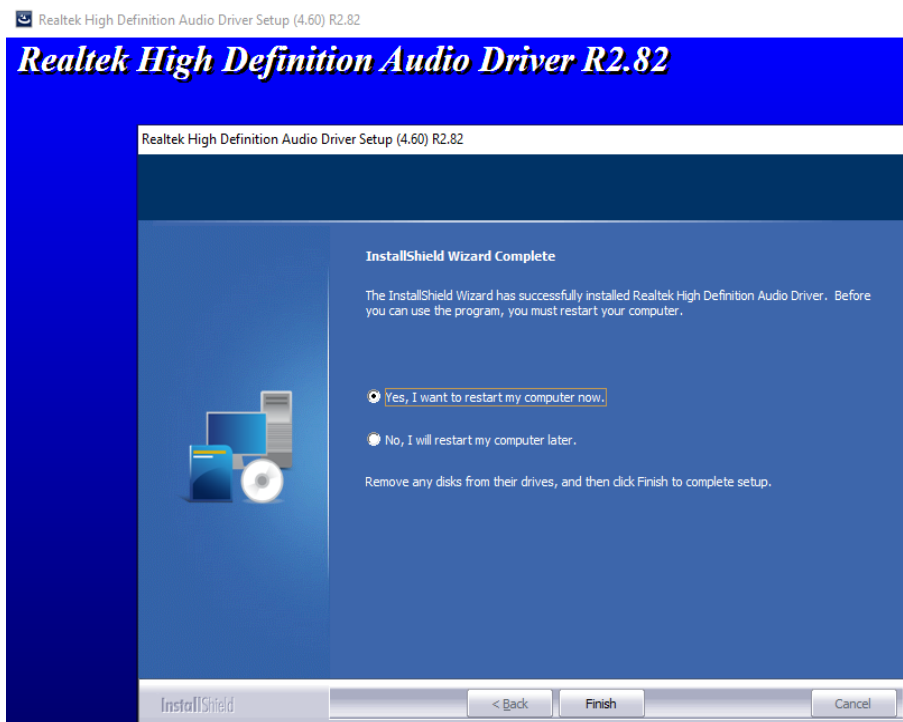 Realtek High Definition Audio Driver Setup (4.60) R2.82
Realtek High Definition Audio Driver R2.82
Realtek High Definition Audio Driver Setup (4.60) R2.82
InstallShield Wizard Complete
The InstallShield Wizard has successfully installed Realtek High Definition Audio Driver. Before
you can use the program, you must restart your computer.
Yes, I want to restart my computer now.
No, I will restart my computer later.
Remove any disks from their drives, and then click Finish to complete setup.
InstallShield
< Back
Finish
Cancel